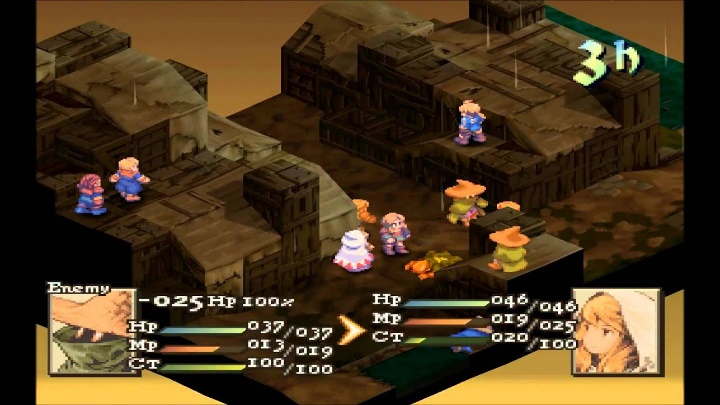 3h
Enemy
-025 Hp 100%
Hp 037/037
Mp 013/019
CT 100/100
Hp 046/046
Mp 019/025
CT 020/100